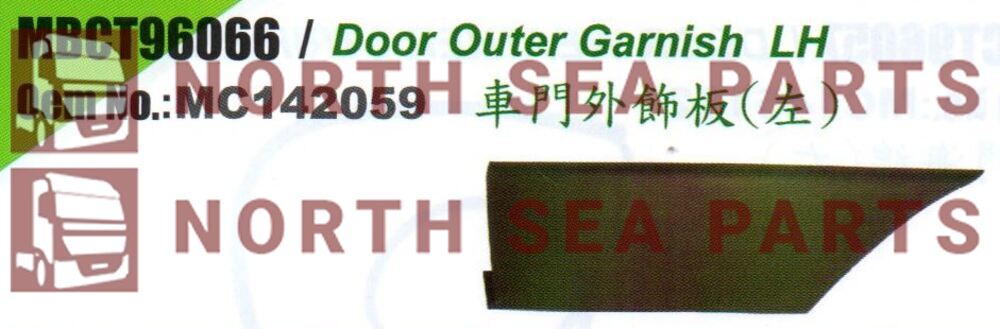 MBCT96066 / Door Outer Garnish LH
NORTH SEA PARTS
Oem No.:MC142059 車門外飾板(左)
NORTH SEA PARTS